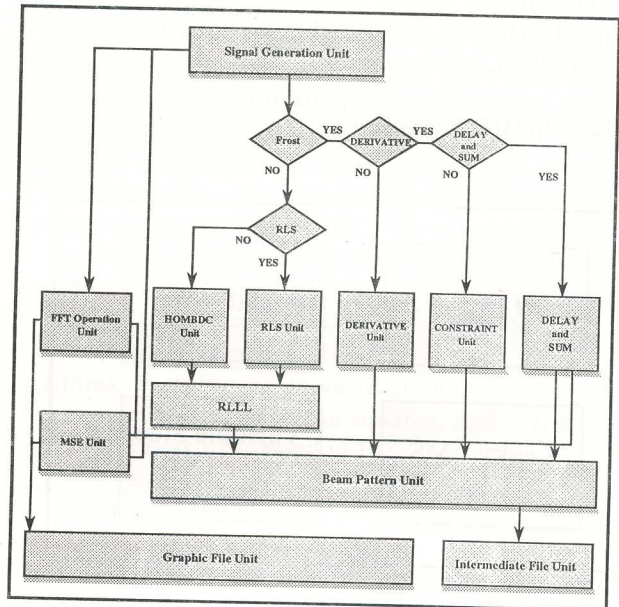 Signal Generation Unit
Frost
YES
DERIVATIVE
YES
DELAY
and
SUM
NO
NO
NO
YES
RLS
NO
YES
FFT Operation
Unit
HOMBDC
Unit
RLS Unit
DERIVATIVE
Unit
CONSTRAINT
Unit
DELAY
and
SUM
RLLL
MSE Unit
Beam Pattern Unit
Graphic File Unit
Intermediate File Unit